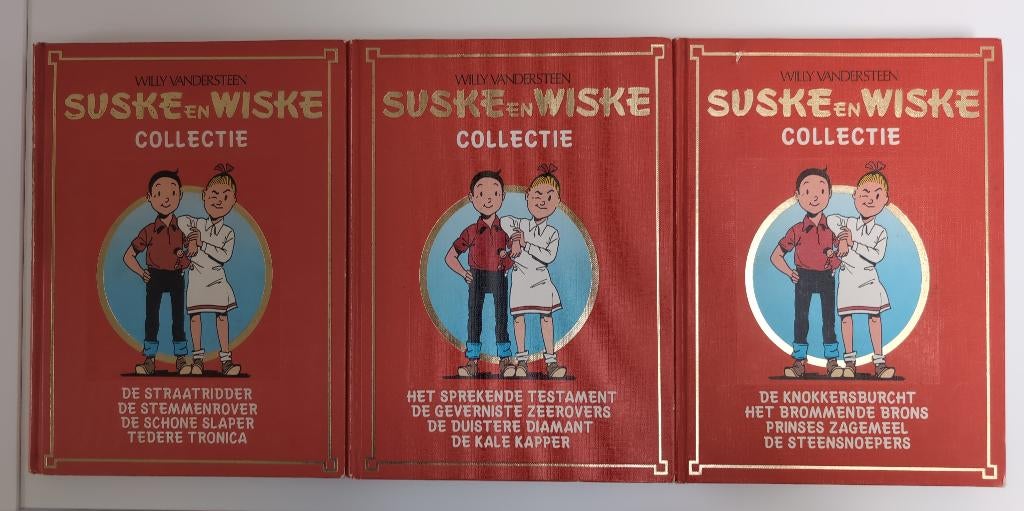 WILLY VANDERSTEEN
SUSKE EN WISKE
COLLECTIE
DE STRAATRIDDER
DE STEMMENROVER
DE SCHONE SLAPER
TEDERE TRONICA
WILLY VANDERSTEEN
SUSKE EN WISKE
COLLECTIE
HET SPREKENDE TESTAMENT
DE GEVERNISTE ZEEROVERS
DE DUISTERE DIAMANT
DE KALE KAPPER
WILLY VANDERSTEEN
SUSKE EN WISKE
COLLECTIE
DE KNOKKERSBURCHT
HET BROMMENDE BRONS
PRINSES ZAGEMEEL
DE STEENSNOEPERS